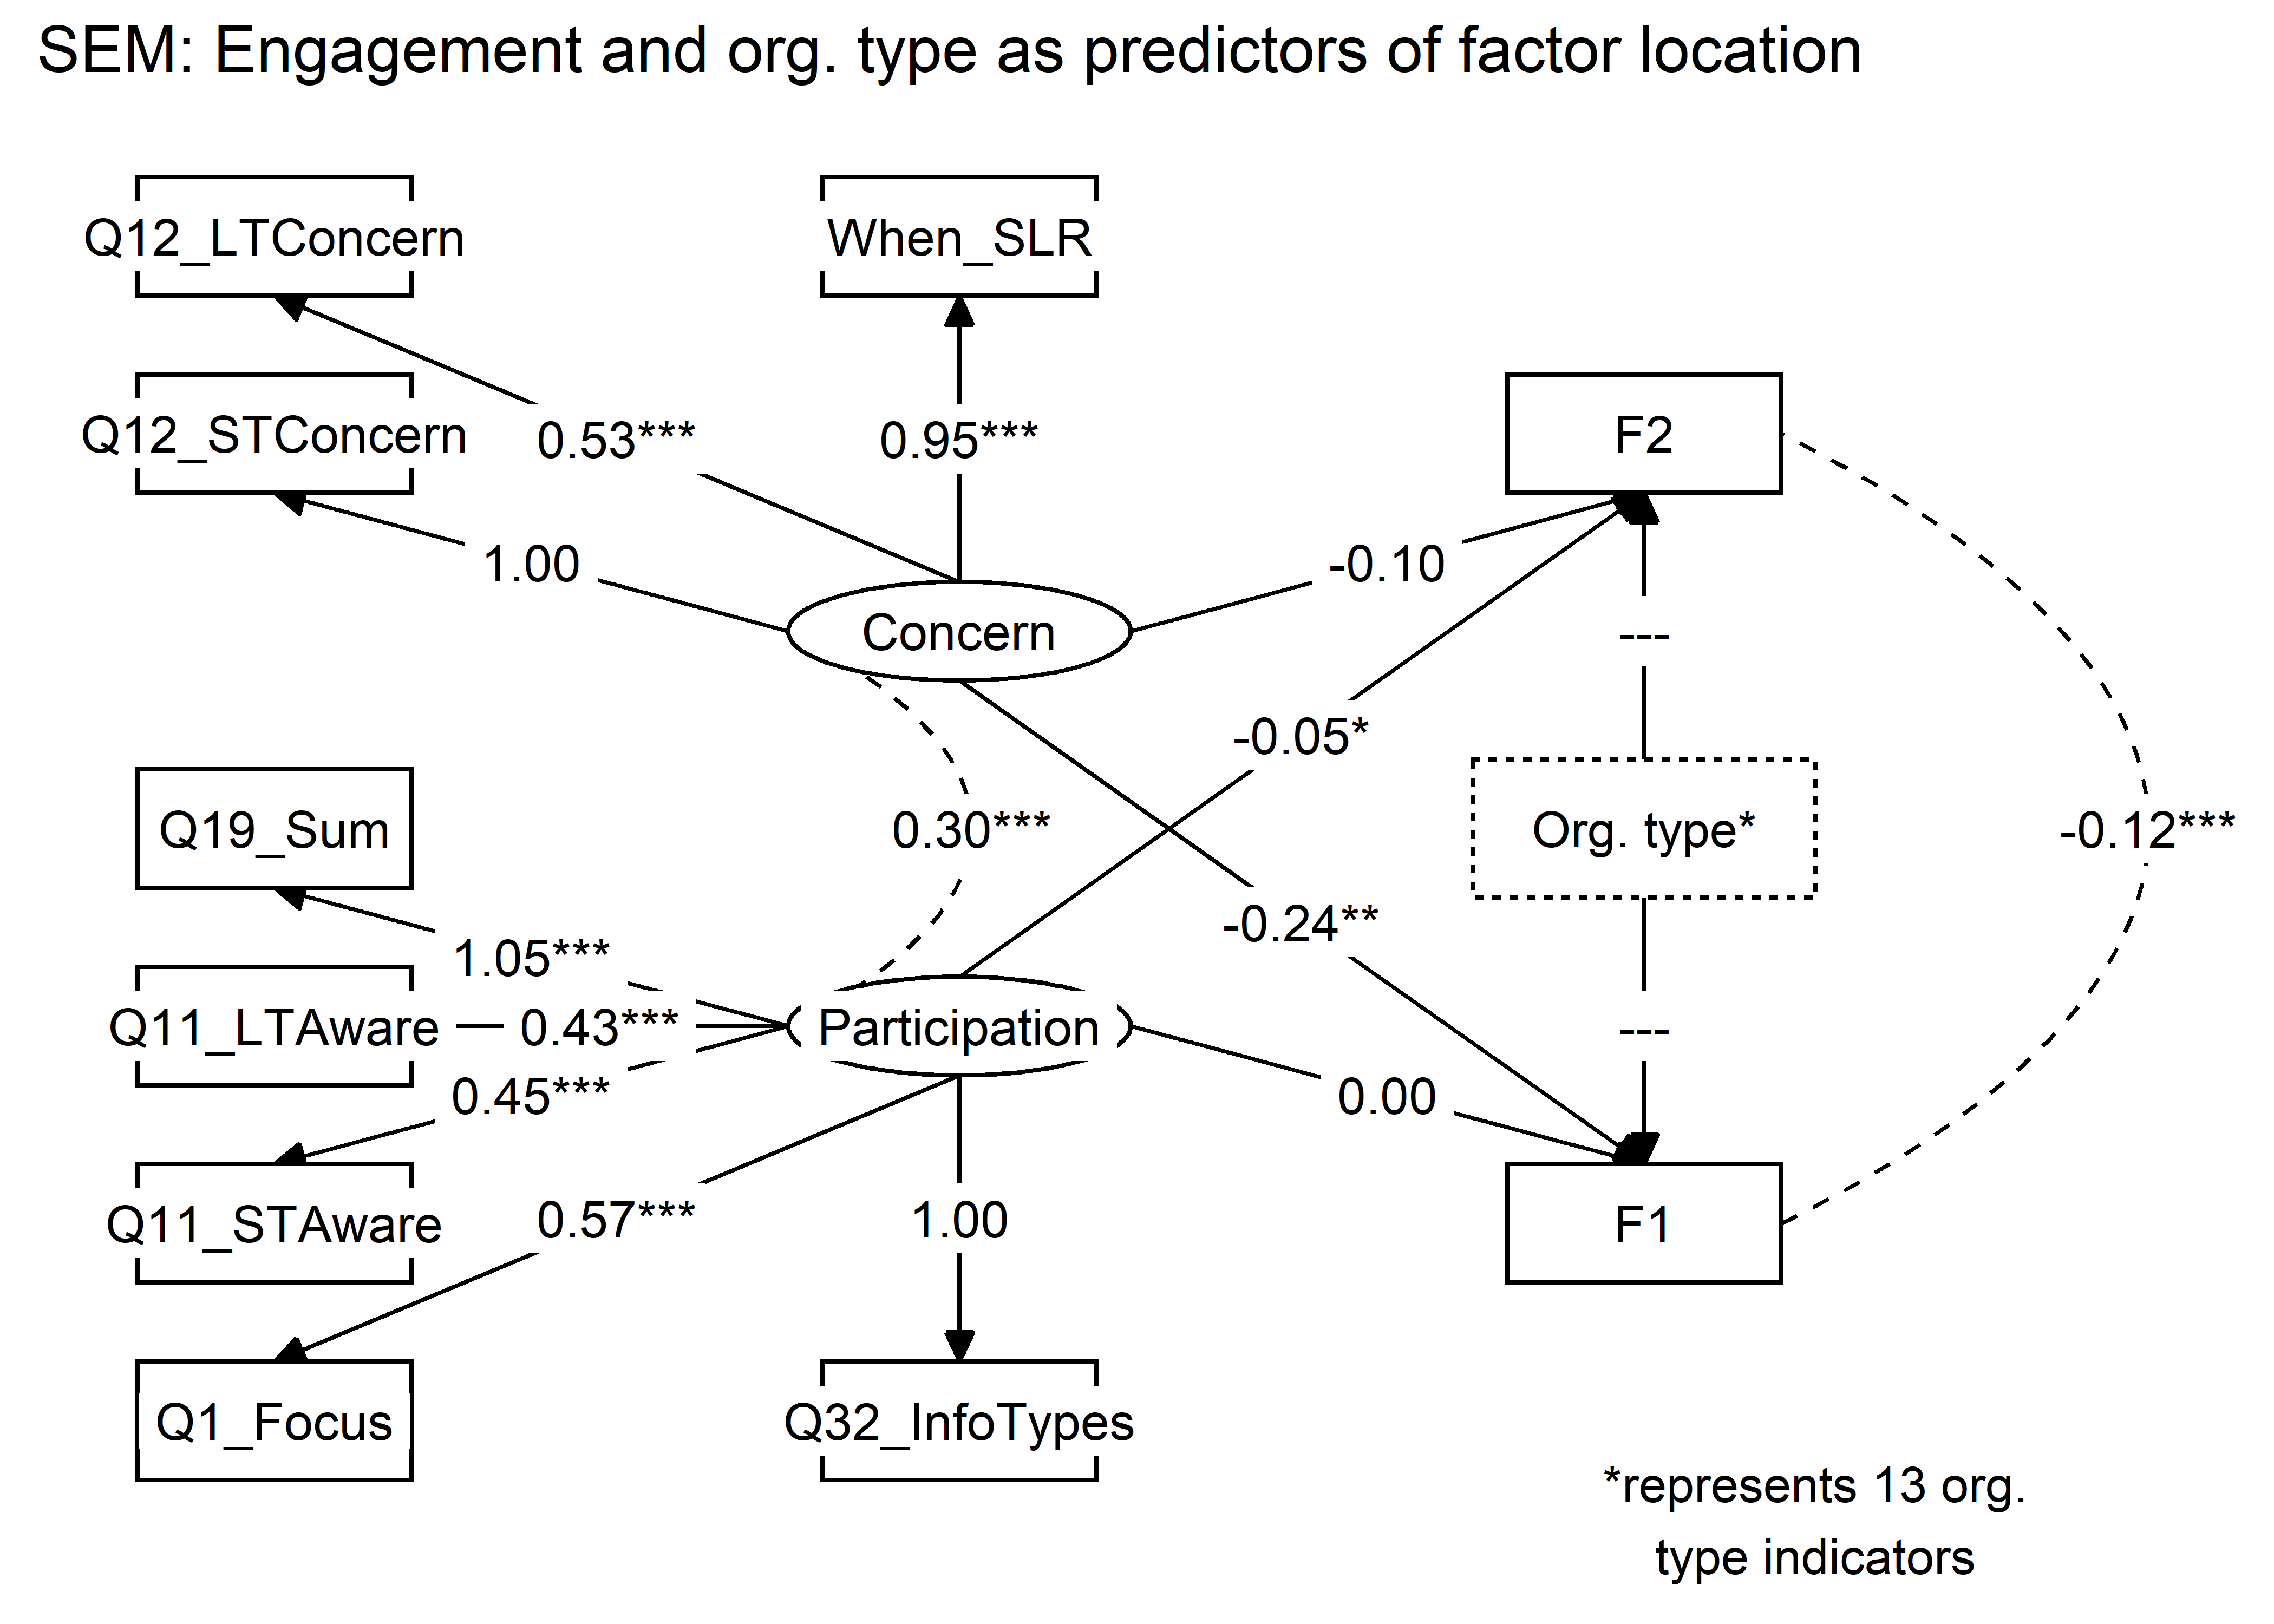 SEM: Engagement and org. type as predictors of factor location
Q12_LTConcern
When_SLR
Q12_STConcern
0.53***
0.95***
F2
1.00
-0.10
Concern
---
-0.05*
Q19_Sum
0.30***
Org. type*
-0.12***
-0.24**
1.05***
Q11_LTAware
0.43***
Participation
---
0.45***
0.00
Q11_STAware
0.57***
1.00
F1
Q1_Focus
Q32_InfoTypes
*represents 13 org.
type indicators